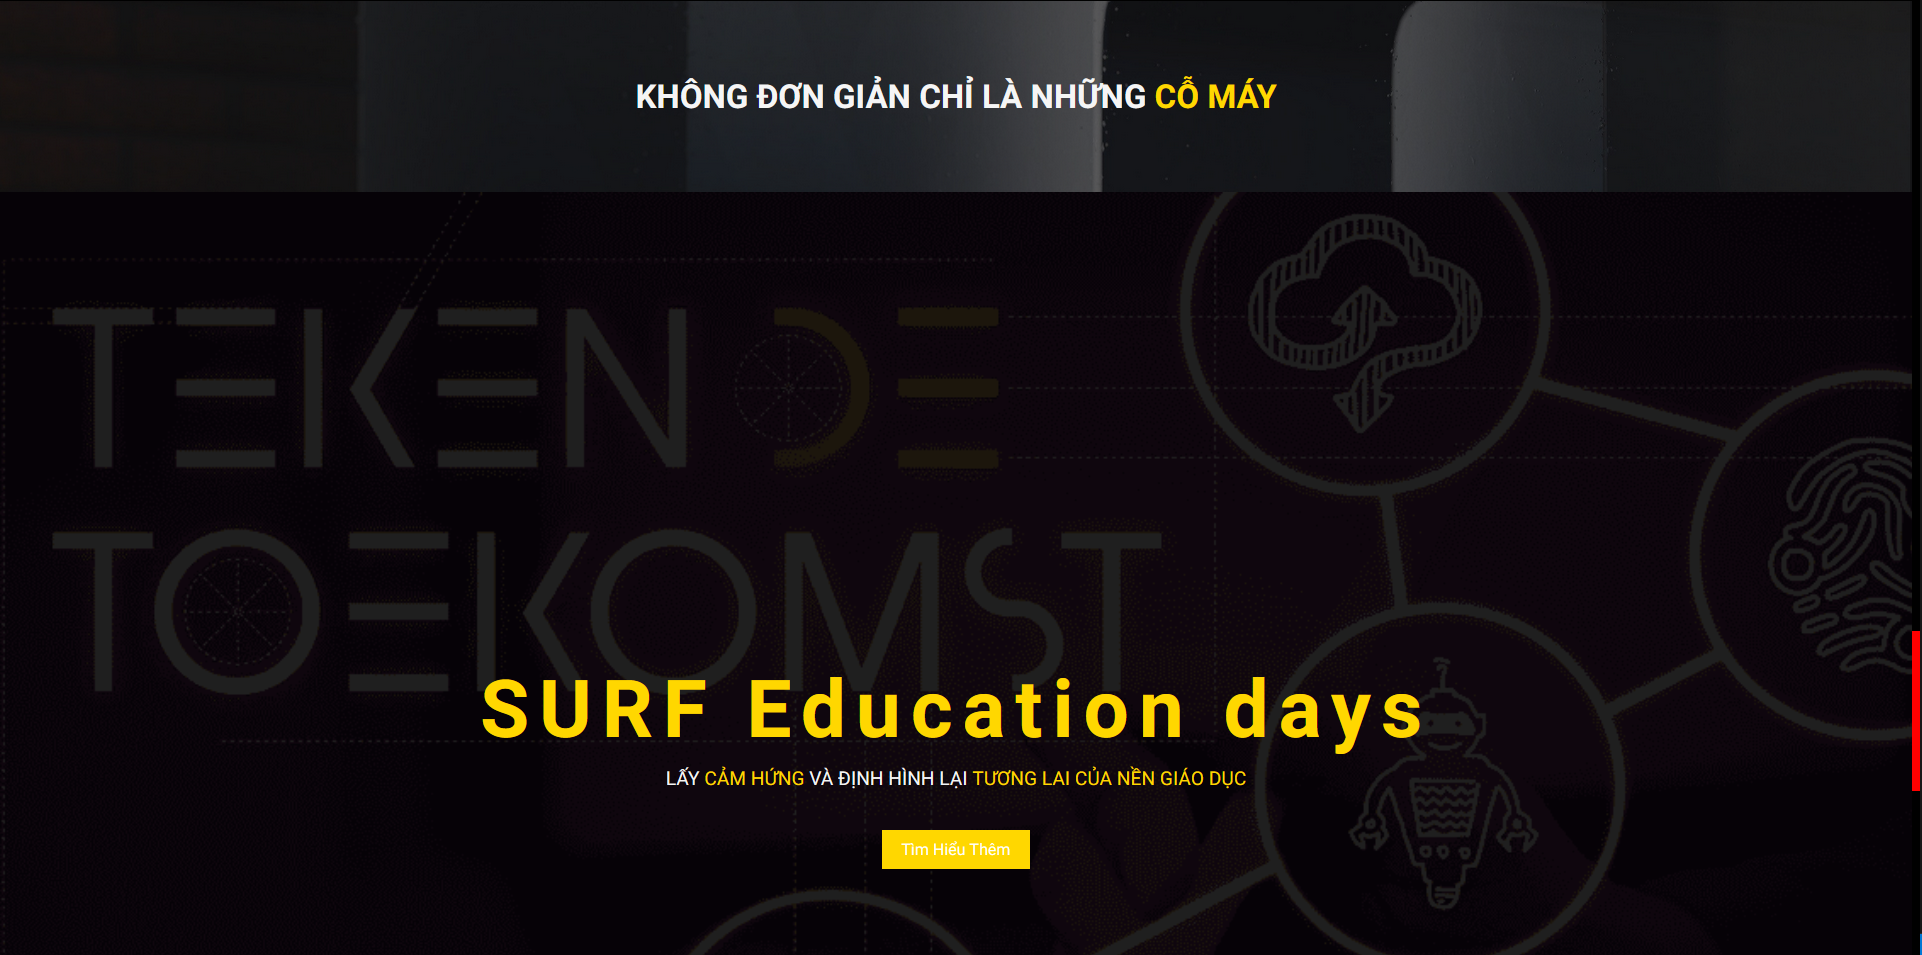 KHÔNG ĐƠN GIẢN CHỈ LÀ NHỮNG CỖ MÁY
TEKEN DE
TOEKOMST
SURF Education days
LẤY CẢM HỨNG VÀ ĐỊNH HÌNH LẠI TƯƠNG LAI CỦA NỀN GIÁO DỤC
Tìm Hiểu Thêm